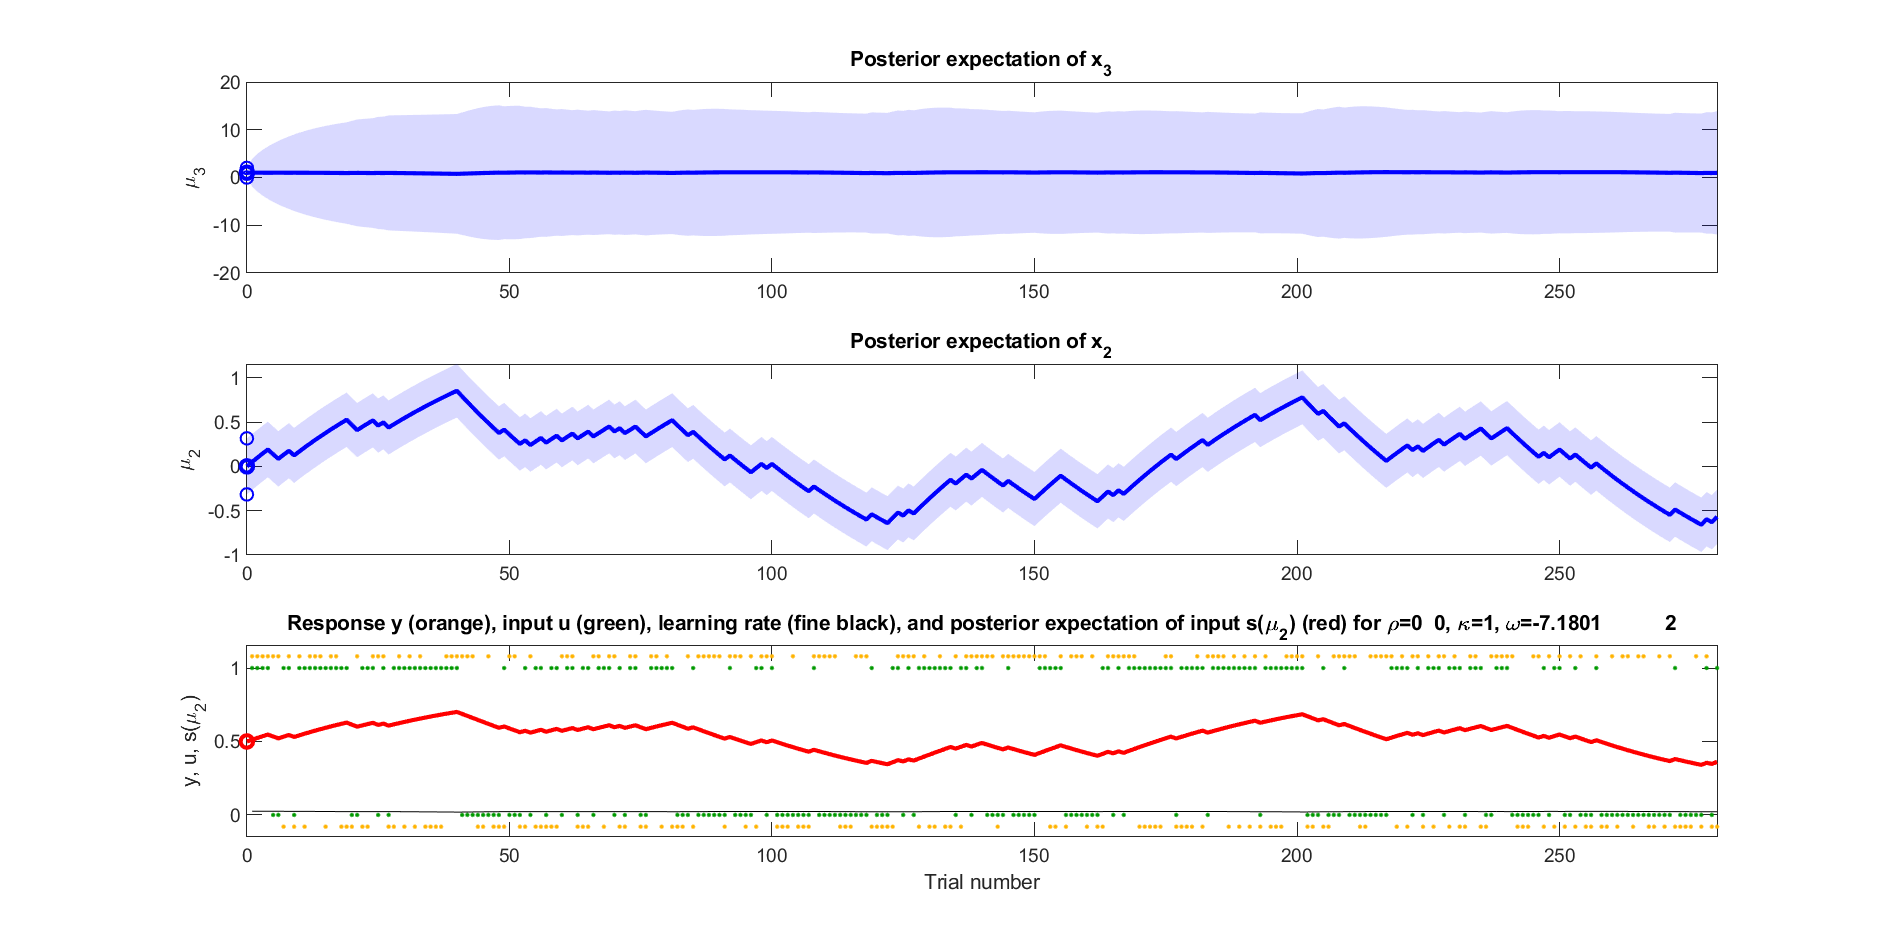 Posterior expectation of x₃
20
10
0
-10
-20
μ₃
0 50 100 150 200 250
Posterior expectation of x₂
1
0.5
0
-0.5
-1
μ₂
0 50 100 150 200 250
Response y (orange), input u (green), learning rate (fine black), and posterior expectation of input s(μ₂) (red) for ρ=0 0, κ=1, ω=-7.1801 2
1
0.5
0
y, u, s(μ₂)
0 50 100 150 200 250
Trial number